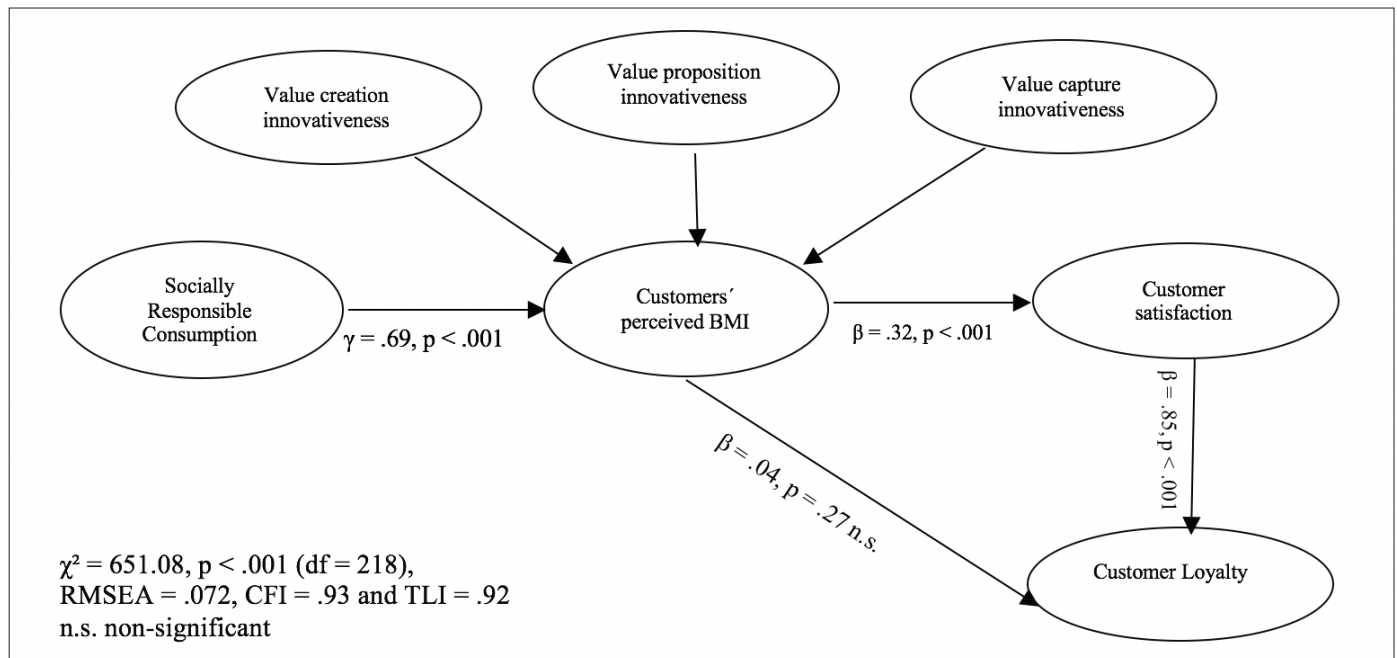 Value creation
innovativeness
Value proposition
innovativeness
Value capture
innovativeness
Socially
Responsible
Consumption
γ = .69, p < .001
Customers´
perceived BMI
β = .32, p < .001
Customer
satisfaction
β = .85, p < .001
β = .04, p = .27 n.s.
Customer Loyalty
χ² = 651.08, p < .001 (df = 218),
RMSEA = .072, CFI = .93 and TLI = .92
n.s. non-significant